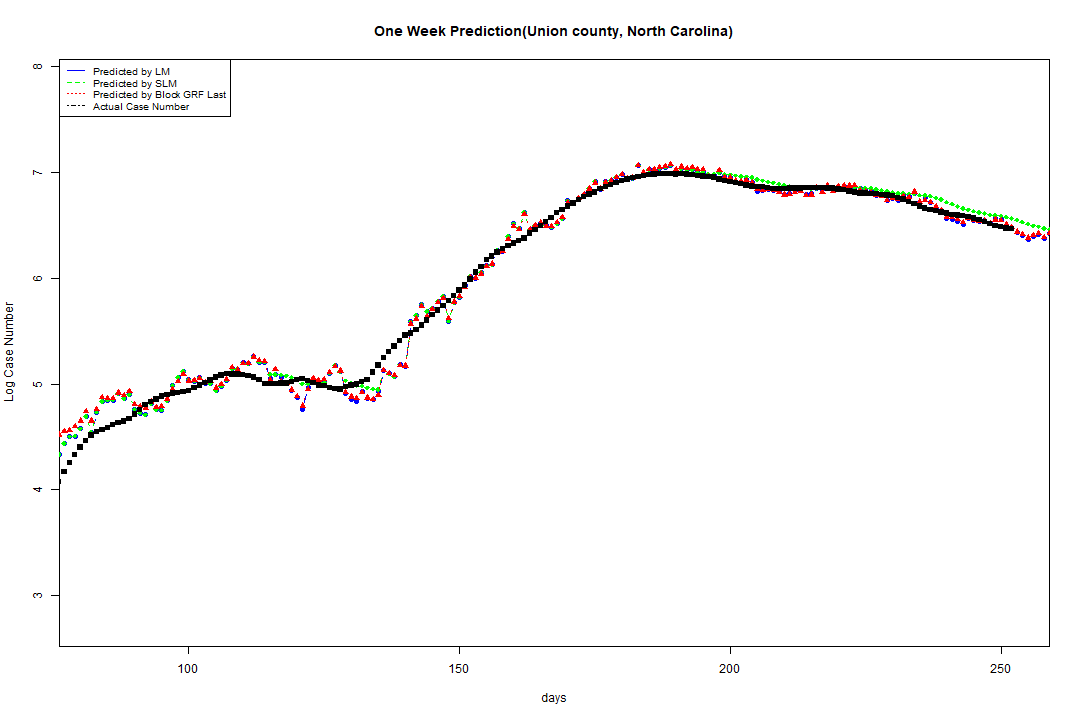 One Week Prediction(Union county, North Carolina)
8
Predicted by LM
Predicted by SLM
Predicted by Block GRF Last
Actual Case Number
7
6
5
4
3
Log Case Number
100 150 200 250
days